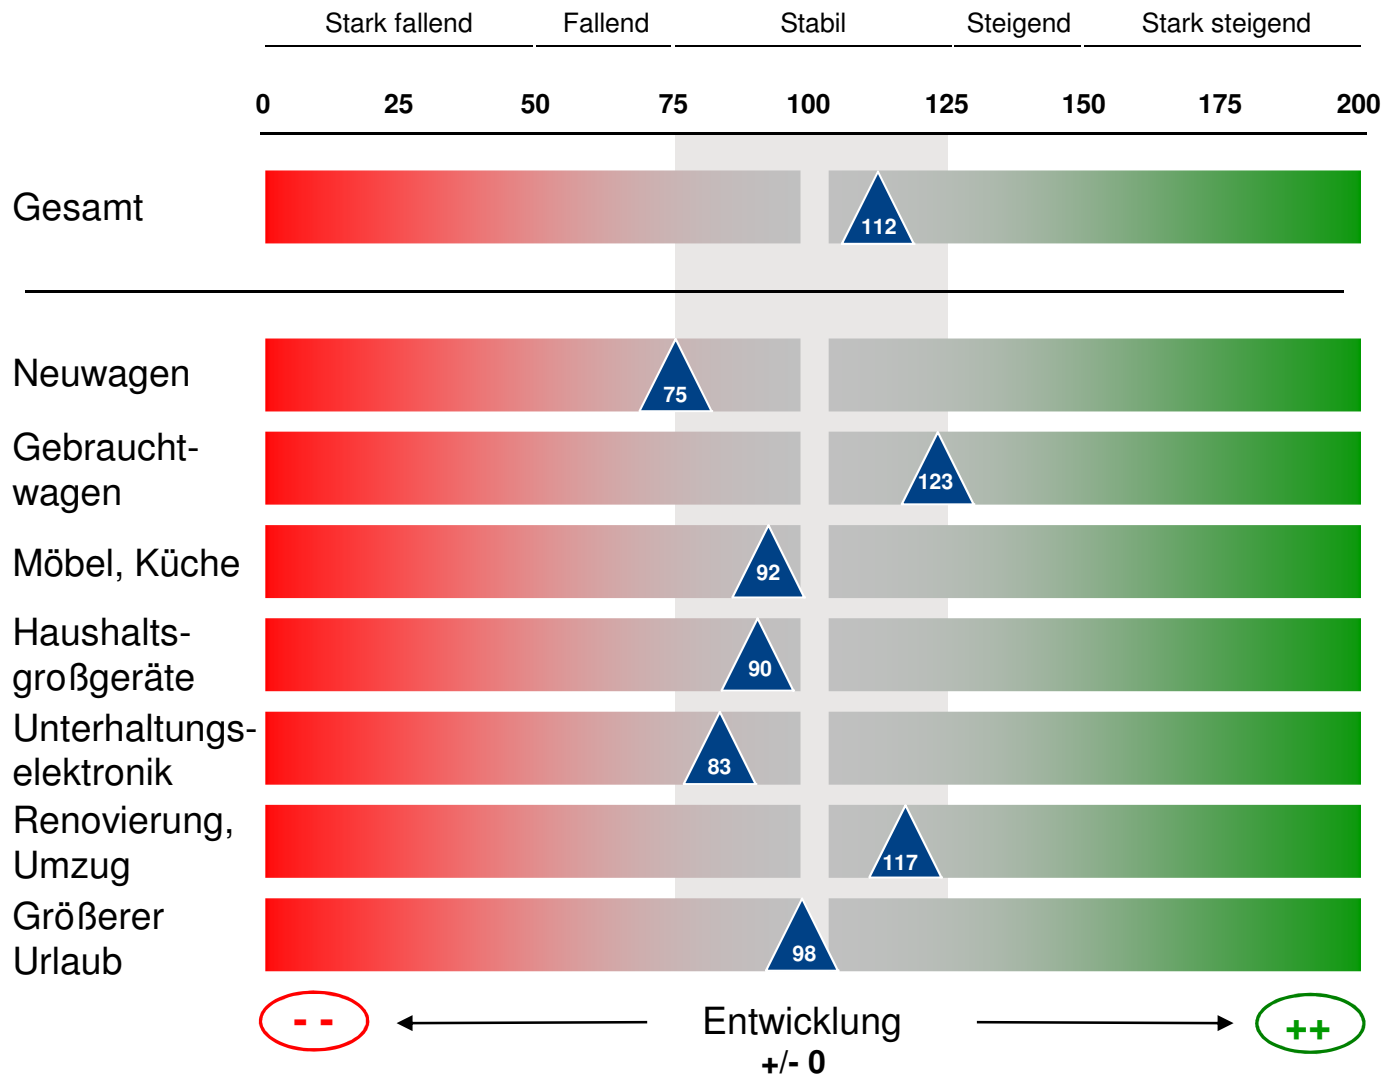 Stark fallend Fallend Stabil Steigend Stark steigend
0 25 50 75 100 125 150 175 200
Gesamt 112
Neuwagen 75
Gebraucht-
wagen 123
Möbel, Küche 92
Haushalts-
großgeräte 90
Unterhaltungs-
elektronik 83
Renovierung,
Umzug 117
Größerer
Urlaub 98
- - Entwicklung ++
+/- 0